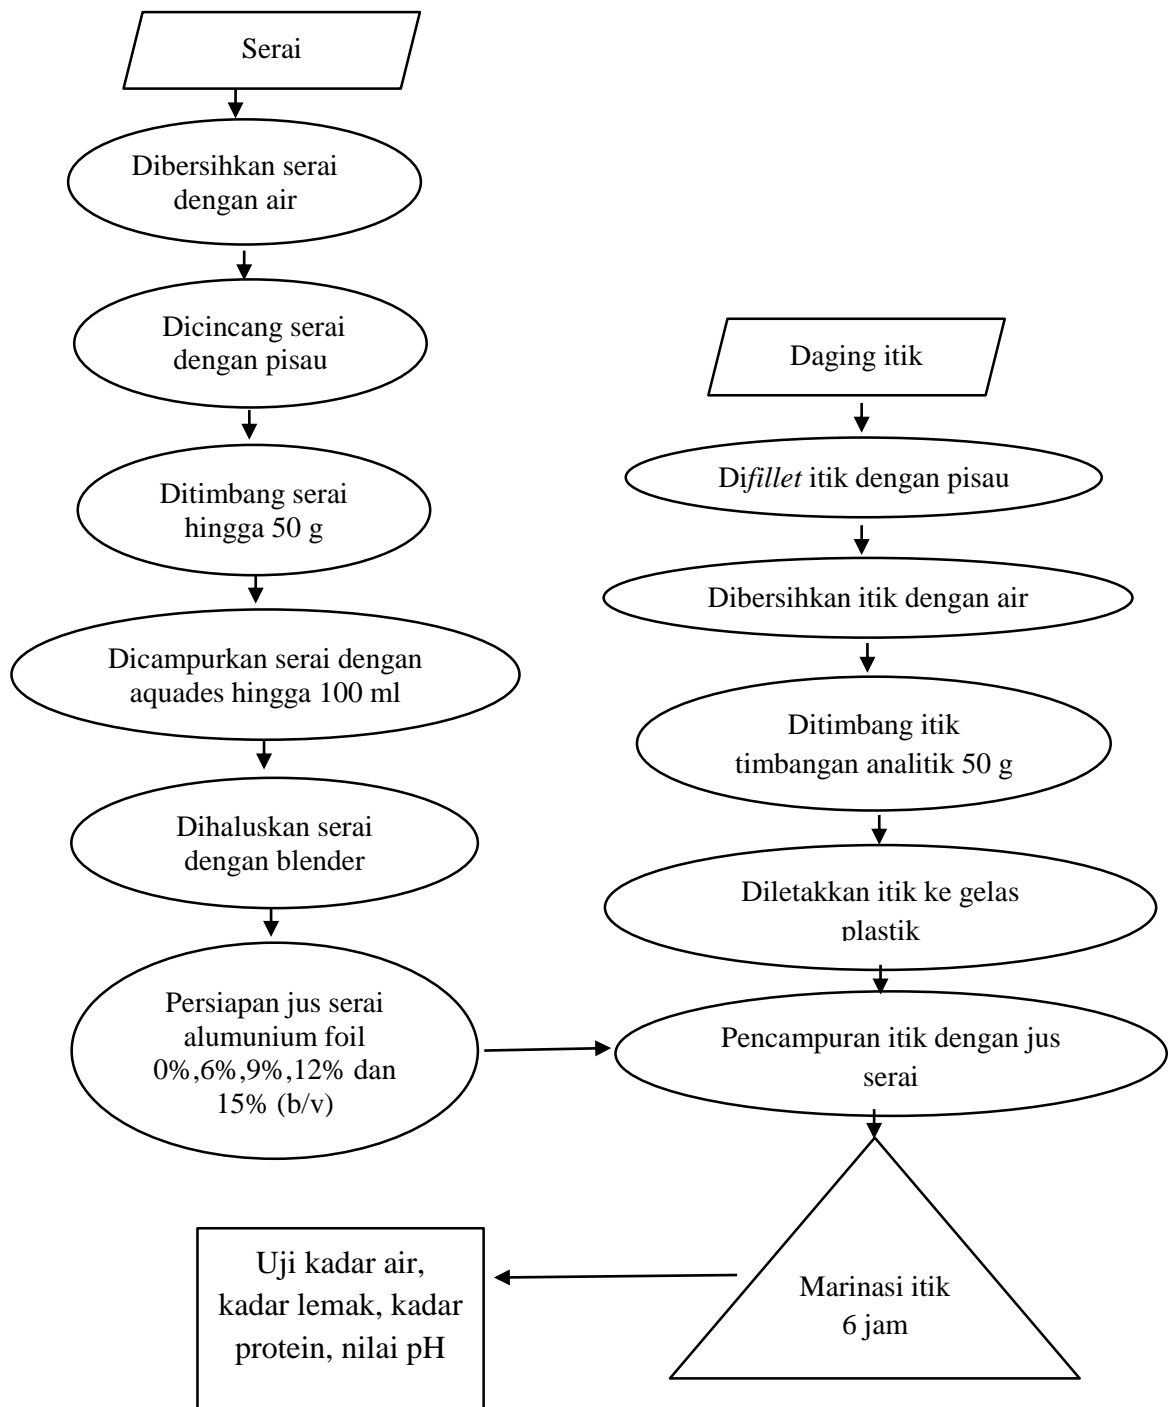 Serai
Dibersihkan serai
dengan air
Dicincang serai
dengan pisau
Ditimbang serai
hingga 50 g
Dicampurkan serai dengan
aquades hingga 100 ml
Dihaluskan serai
dengan blender
Persiapan jus serai
alumunium foil
0%,6%,9%,12% dan
15% (b/v)
Daging itik
Difillet itik dengan pisau
Dibersihkan itik dengan air
Ditimbang itik
timbangan analitik 50 g
Diletakkan itik ke gelas
plastik
Pencampuran itik dengan jus
serai
Marinasi itik
6 jam
Uji kadar air,
kadar lemak, kadar
protein, nilai pH